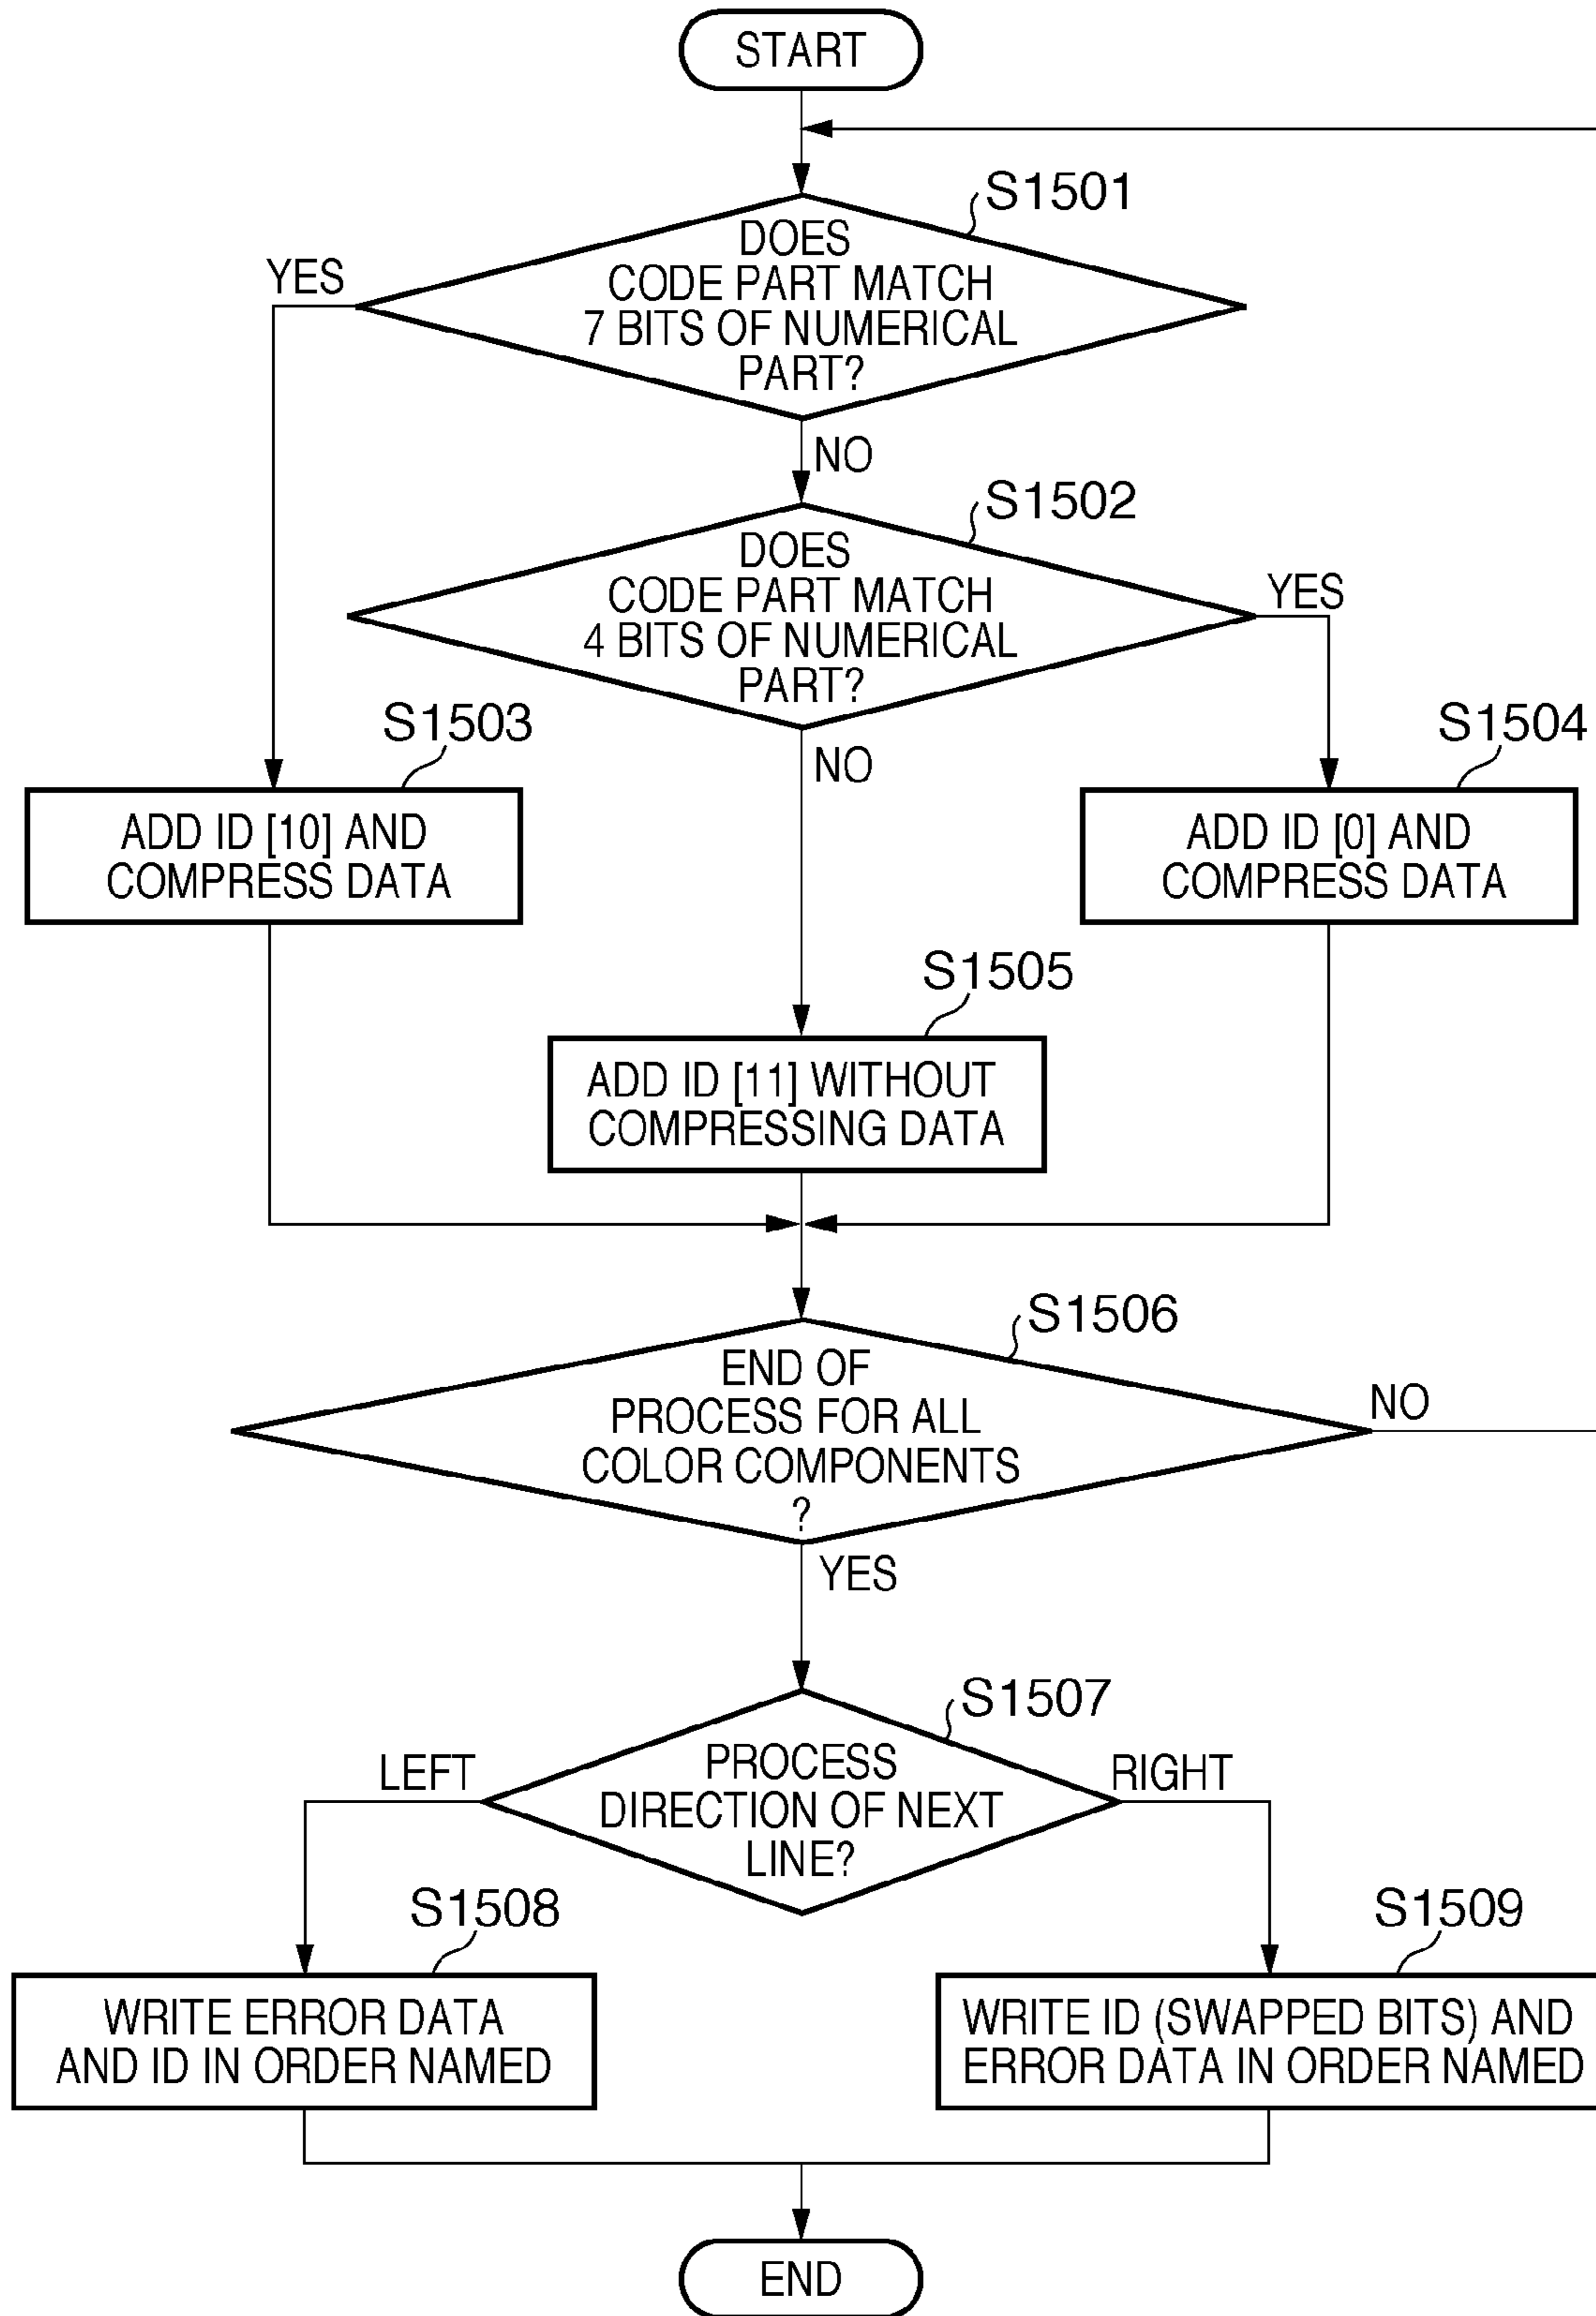 START
S1501
DOES
CODE PART MATCH
7 BITS OF NUMERICAL
PART?
YES
NO
S1502
DOES
CODE PART MATCH
4 BITS OF NUMERICAL
PART?
YES
NO
S1503
ADD ID [10] AND
COMPRESS DATA
S1504
ADD ID [0] AND
COMPRESS DATA
S1505
ADD ID [11] WITHOUT
COMPRESSING DATA
S1506
END OF
PROCESS FOR ALL
COLOR COMPONENTS
?
NO
YES
S1507
PROCESS
DIRECTION OF NEXT
LINE?
LEFT
RIGHT
S1508
WRITE ERROR DATA
AND ID IN ORDER NAMED
S1509
WRITE ID (SWAPPED BITS) AND
ERROR DATA IN ORDER NAMED
END